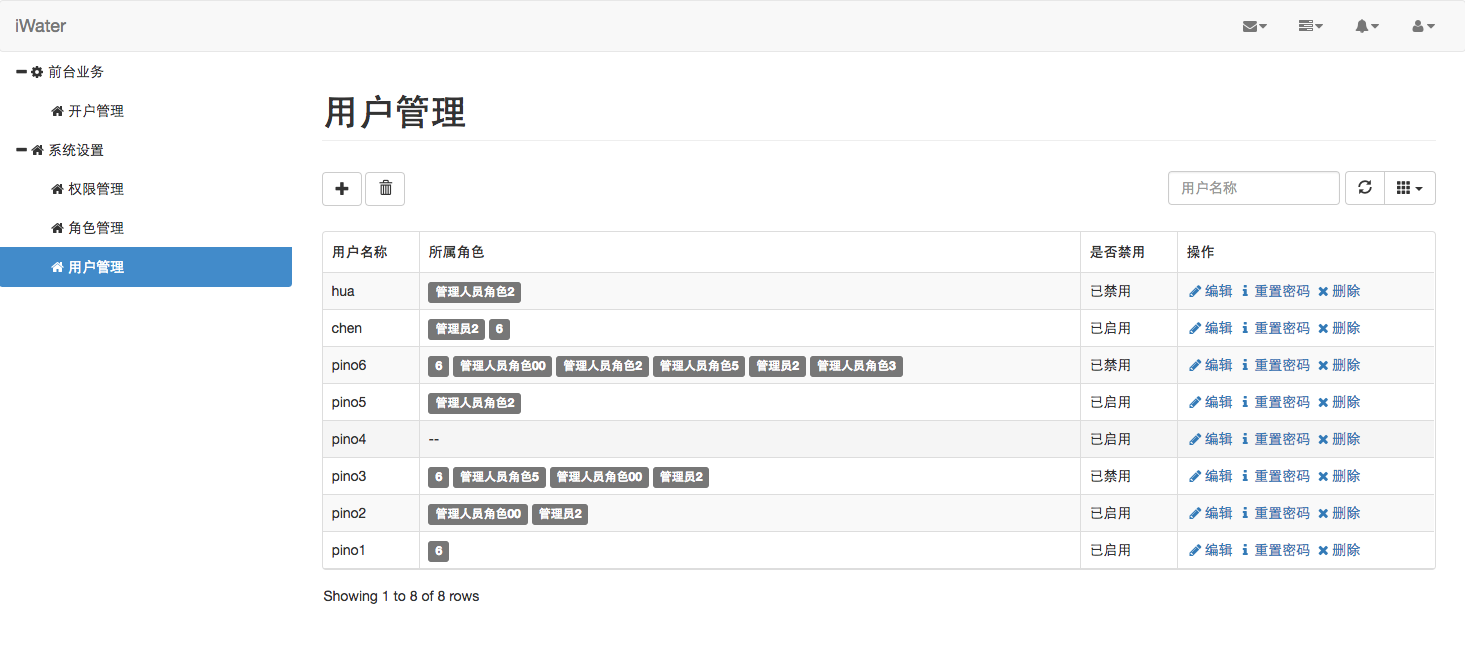 iWater
前台业务
开户管理
系统设置
权限管理
角色管理
用户管理
用户管理
用户名称
用户名称 所属角色 是否禁用 操作
hua 管理人员角色2 已禁用 编辑 重置密码 删除
chen 管理员2 6 已启用 编辑 重置密码 删除
pino6 6 管理人员角色00 管理人员角色2 管理人员角色5 管理员2 管理人员角色3 已禁用 编辑 重置密码 删除
pino5 管理人员角色2 已启用 编辑 重置密码 删除
pino4 -- 已启用 编辑 重置密码 删除
pino3 6 管理人员角色5 管理人员角色00 管理员2 已禁用 编辑 重置密码 删除
pino2 管理人员角色00 管理员2 已启用 编辑 重置密码 删除
pino1 6 已启用 编辑 重置密码 删除
Showing 1 to 8 of 8 rows